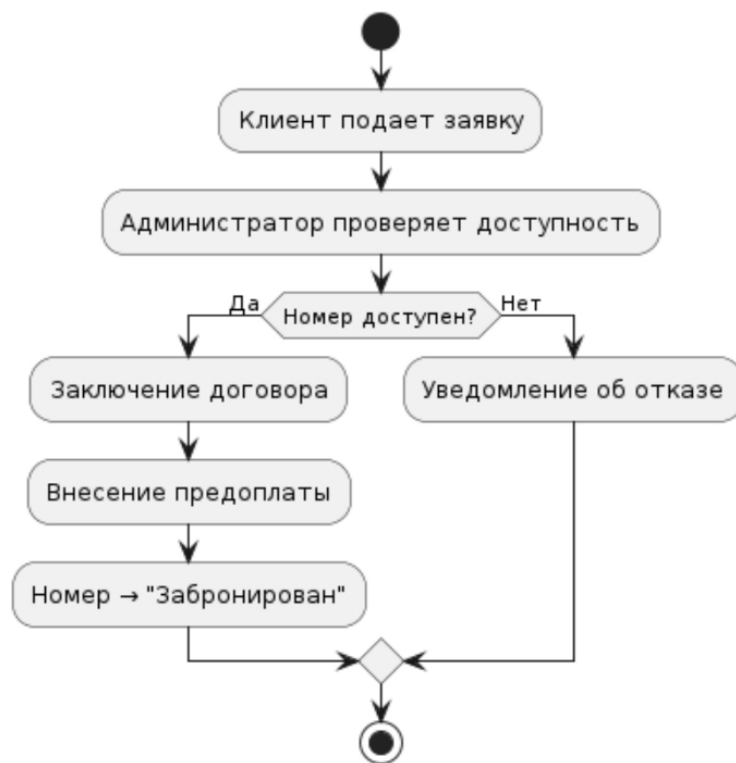 Клиент подает заявку
Администратор проверяет доступность
Да
Номер доступен?
Нет
Заключение договора
Уведомление об отказе
Внесение предоплаты
Номер → "Забронирован"